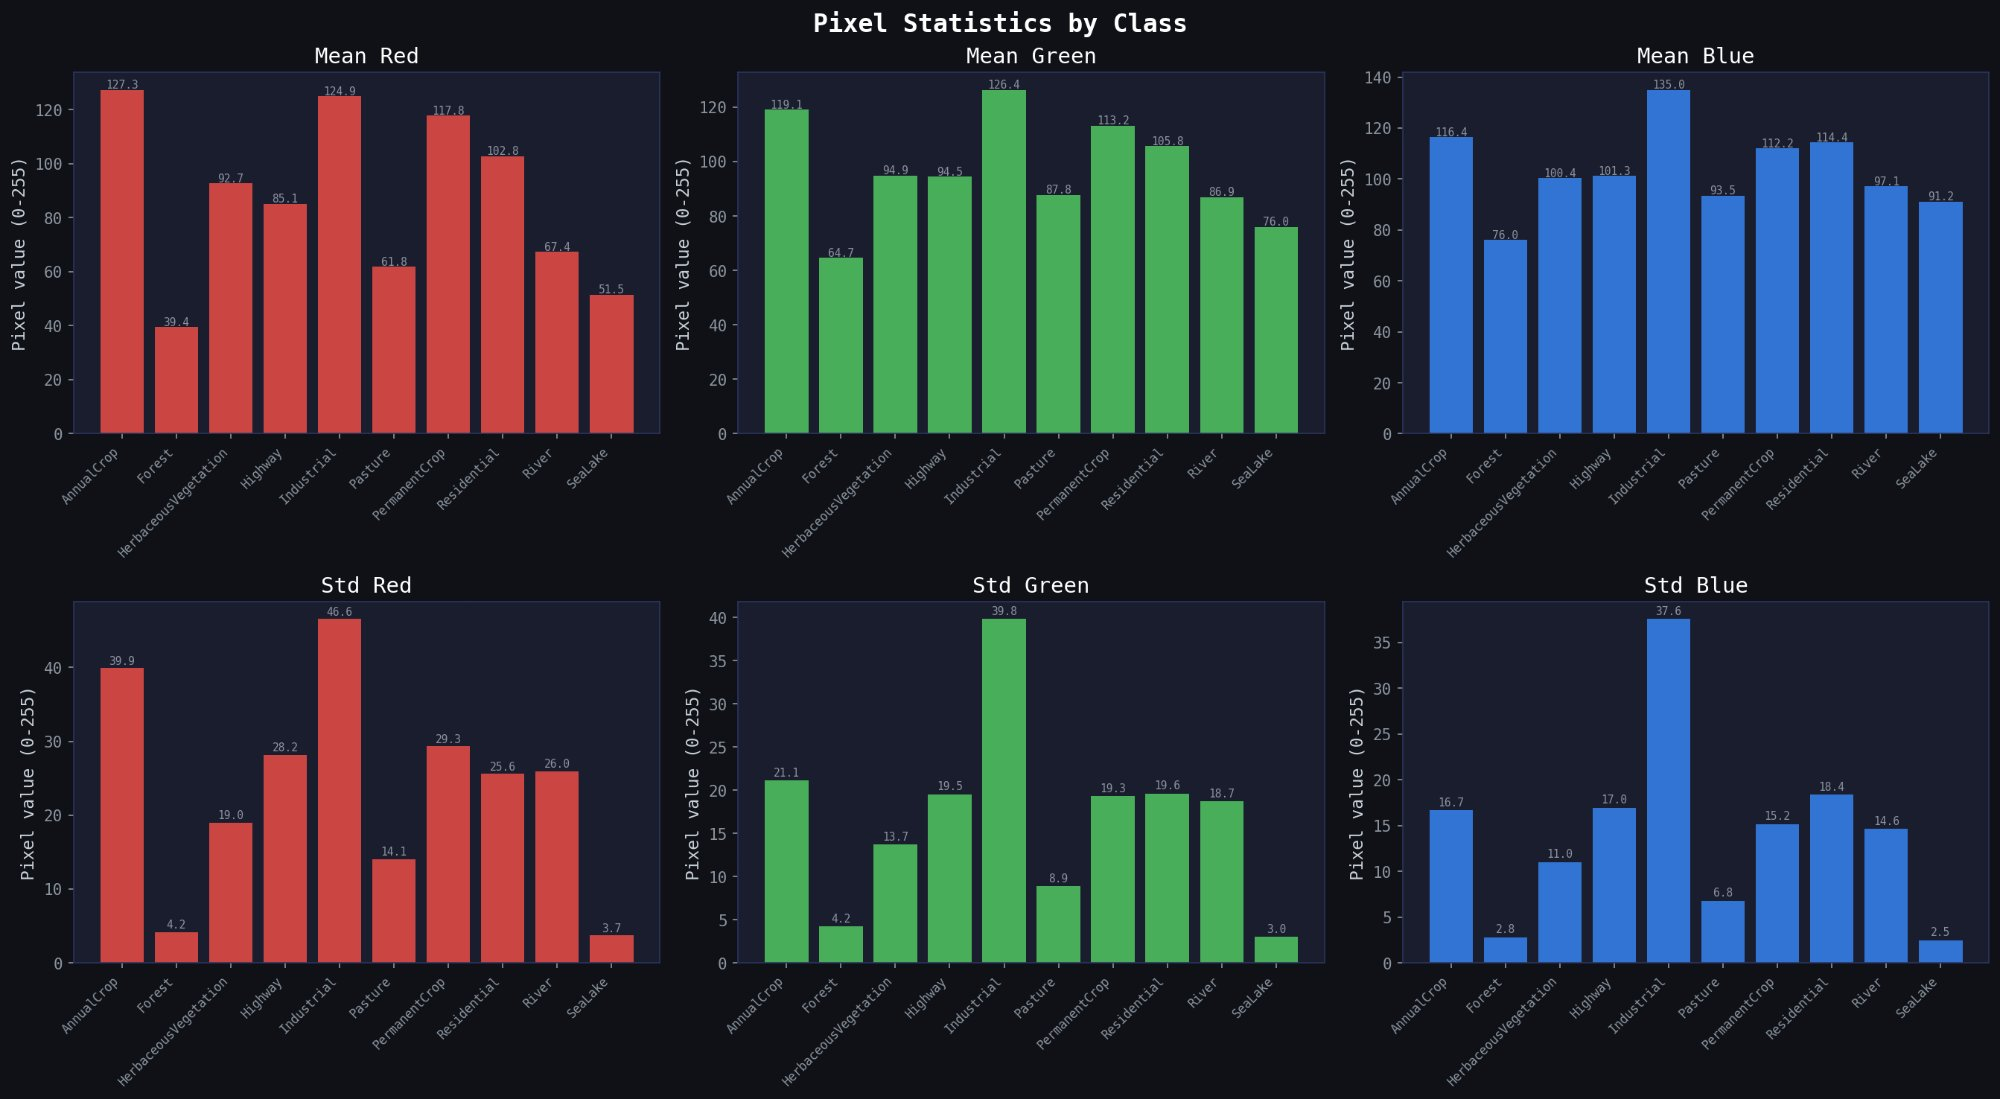 Pixel Statistics by Class
Mean Red
Pixel value (0-255)
120
100
80
60
40
20
0
127.3
39.4
92.7
85.1
124.9
61.8
117.8
102.8
67.4
51.5
AnnualCrop
Forest
HerbaceousVegetation
Highway
Industrial
Pasture
PermanentCrop
Residential
River
SeaLake
Mean Green
Pixel value (0-255)
120
100
80
60
40
20
0
119.1
64.7
94.9
94.5
126.4
87.8
113.2
105.8
86.9
76.0
AnnualCrop
Forest
HerbaceousVegetation
Highway
Industrial
Pasture
PermanentCrop
Residential
River
SeaLake
Mean Blue
Pixel value (0-255)
140
120
100
80
60
40
20
0
116.4
76.0
100.4
101.3
135.0
93.5
112.2
114.4
97.1
91.2
AnnualCrop
Forest
HerbaceousVegetation
Highway
Industrial
Pasture
PermanentCrop
Residential
River
SeaLake
Std Red
Pixel value (0-255)
40
30
20
10
0
39.9
4.2
19.0
28.2
46.6
14.1
29.3
25.6
26.0
3.7
AnnualCrop
Forest
HerbaceousVegetation
Highway
Industrial
Pasture
PermanentCrop
Residential
River
SeaLake
Std Green
Pixel value (0-255)
40
35
30
25
20
15
10
5
0
21.1
4.2
13.7
19.5
39.8
8.9
19.3
19.6
18.7
3.0
AnnualCrop
Forest
HerbaceousVegetation
Highway
Industrial
Pasture
PermanentCrop
Residential
River
SeaLake
Std Blue
Pixel value (0-255)
35
30
25
20
15
10
5
0
16.7
2.8
11.0
17.0
37.6
6.8
15.2
18.4
14.6
2.5
AnnualCrop
Forest
HerbaceousVegetation
Highway
Industrial
Pasture
PermanentCrop
Residential
River
SeaLake